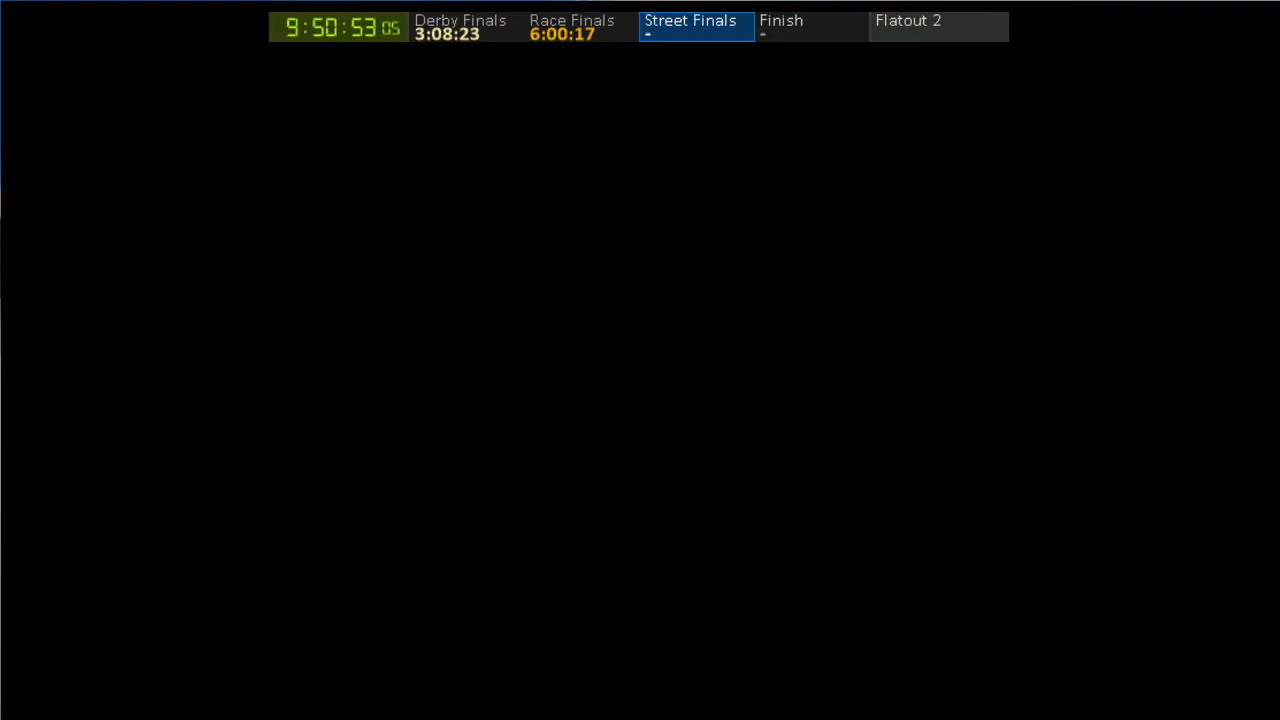 9:50:53 05
Derby Finals
3:08:23
Race Finals
6:00:17
Street Finals
-
Finish
-
Flatout 2